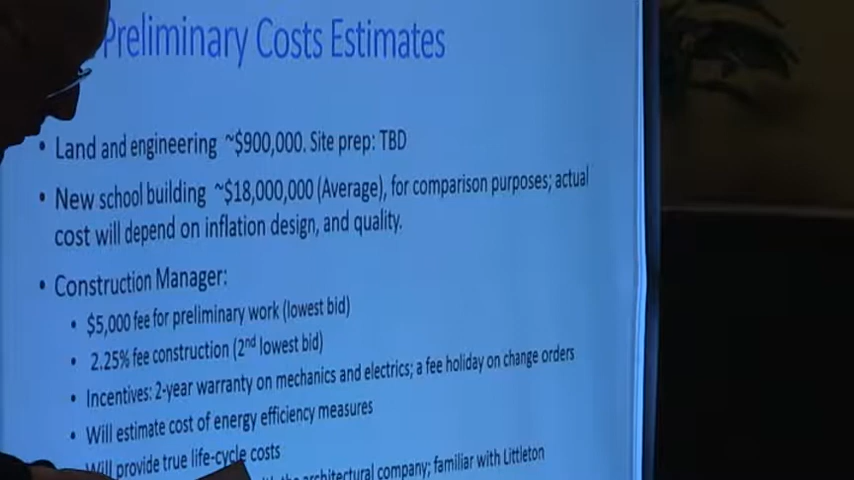 Preliminary Costs Estimates
• Land and engineering ~$900,000. Site prep: TBD
• New school building ~$18,000,000 (Average), for comparison purposes; actual
cost will depend on inflation design, and quality.
• Construction Manager:
• $5,000 fee for preliminary work (lowest bid)
• 2.25% fee construction (2nd lowest bid)
• Incentives: 2-year warranty on mechanics and electrics; a fee holiday on change orders
• Will estimate cost of energy efficiency measures
Will provide true life-cycle costs
the architectural company; familiar with Littleton